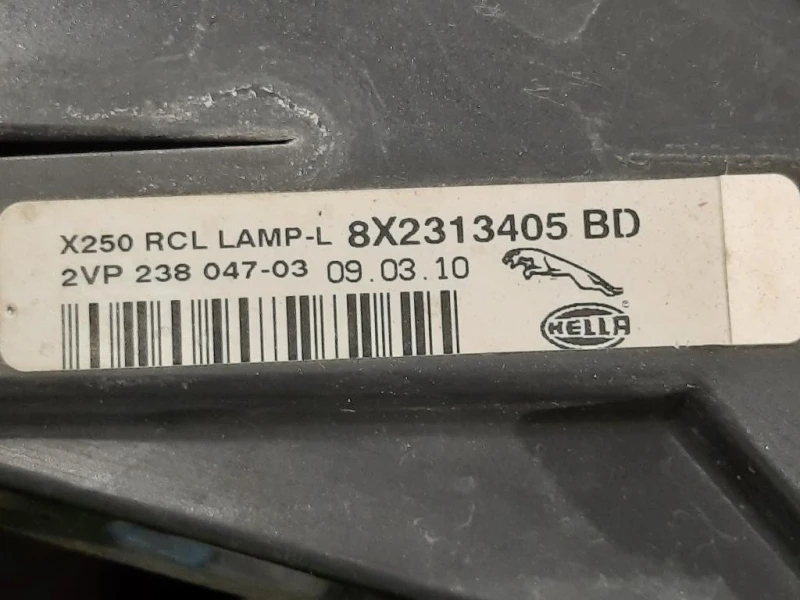 X250 RCL LAMP-L 8X2313405 BD
2VP 238 047-03 09.03.10
HELLA